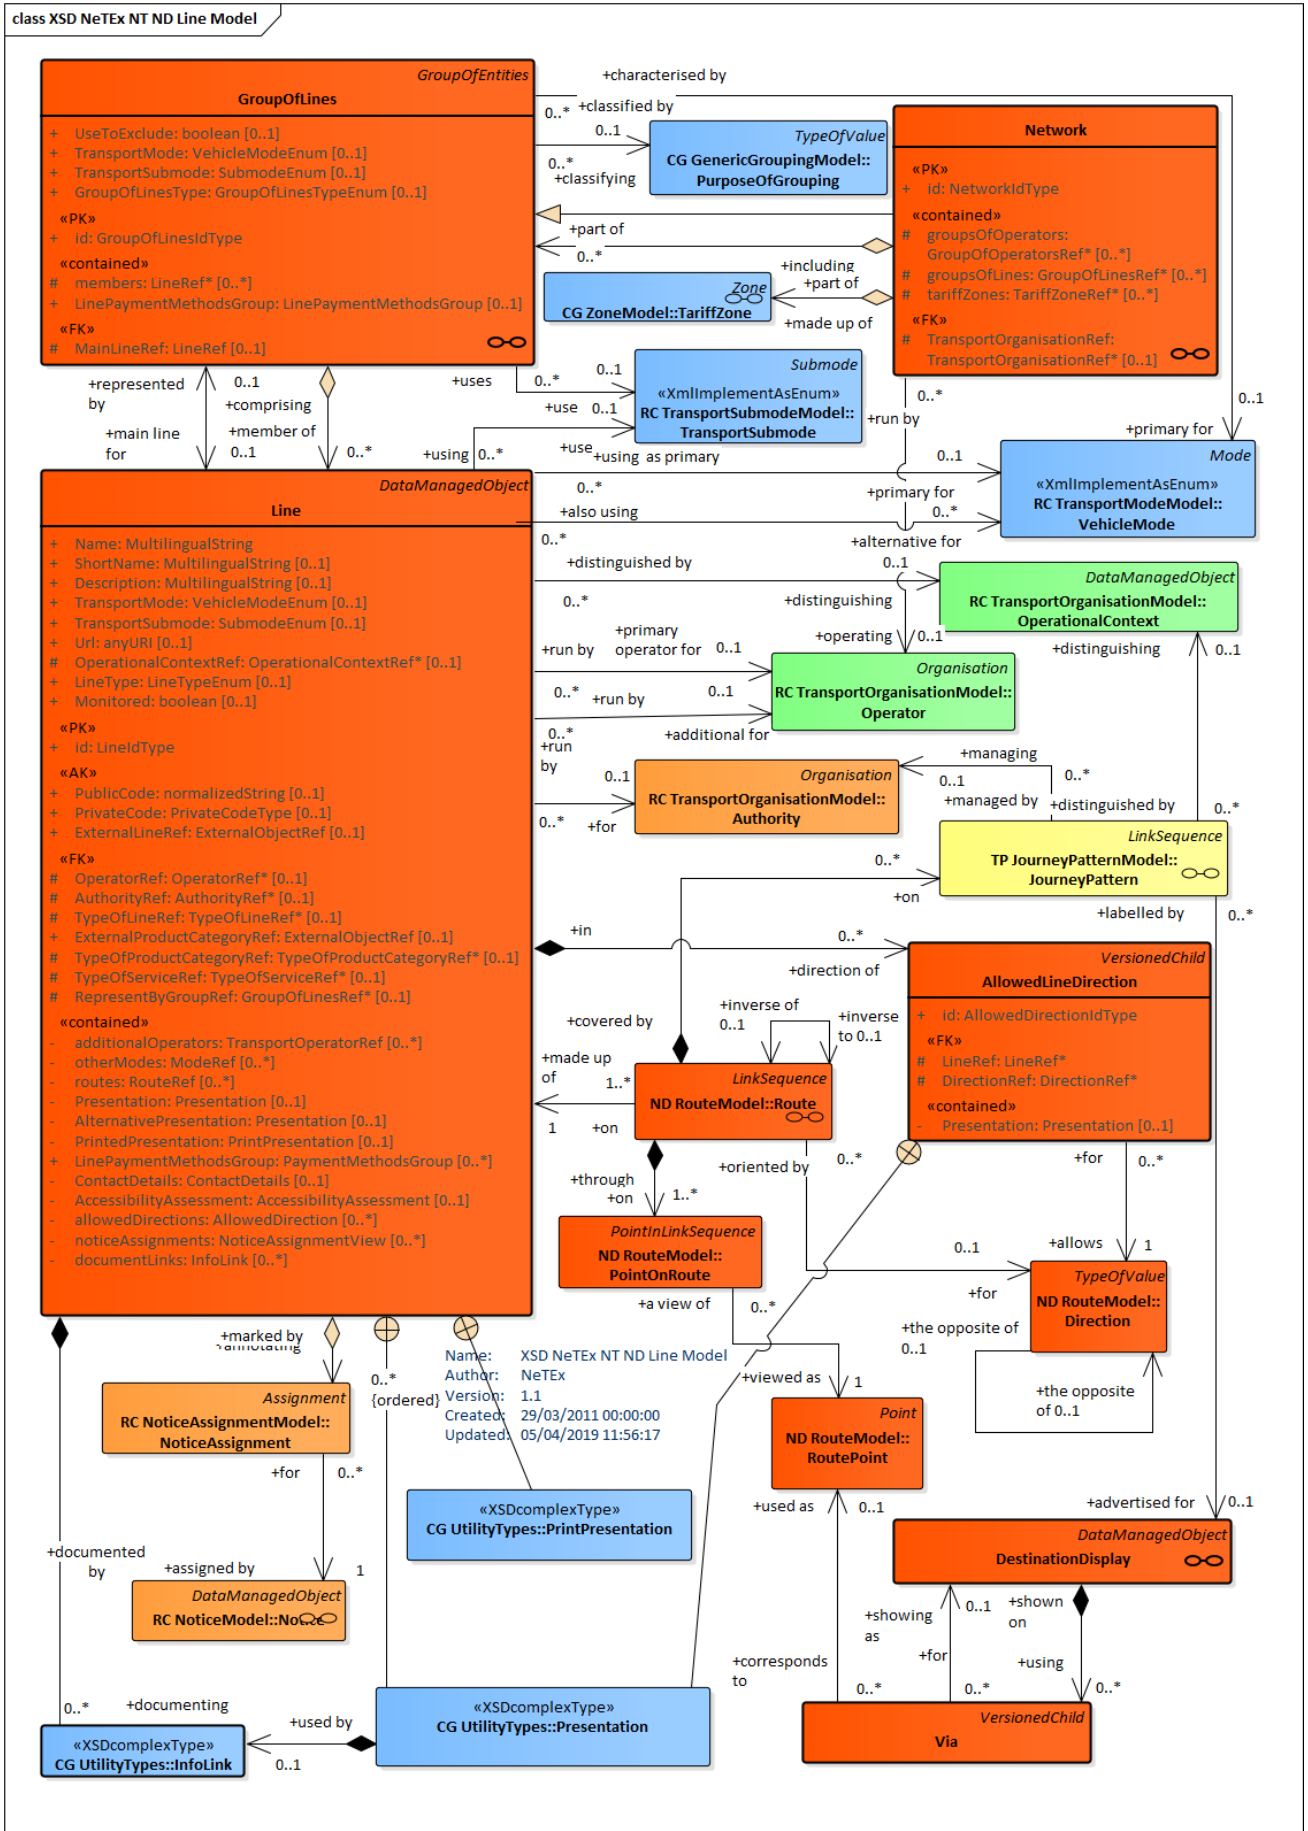 class XSD NeTEx NT ND Line Model
GroupOfEntities
GroupOfLines
+ UseToExclude: boolean [0..1]
+ TransportMode: VehicleModeEnum [0..1]
+ TransportSubmode: SubmodeEnum [0..1]
+ GroupOfLinesType: GroupOfLinesTypeEnum [0..1]
«PK»
+ id: GroupOfLinesIdType
«contained»
# members: LineRef* [0..*]
+ LinePaymentMethodsGroup: LinePaymentMethodsGroup [0..1]
«FK»
# MainLineRef: LineRef [0..1]
+characterised by
0..*
+classified by
0..1
0..*
+classifying
TypeOfValue
CG GenericGroupingModel::
PurposeOfGrouping
Network
«PK»
+ id: NetworkIdType
«contained»
# groupsOfOperators:
GroupOfOperatorsRef* [0..*]
# groupsOfLines: GroupOfLinesRef* [0..*]
# tariffZones: TariffZoneRef* [0..*]
«FK»
# TransportOrganisationRef:
TransportOrganisationRef* [0..1]
+part of
0..*
+including
+part of
+made up of
Zone
CG ZoneModel::TariffZone
Submode
«XmlImplementAsEnum»
RC TransportSubmodeModel::
TransportSubmode
+uses
0..*
0..1
+use
0..1
+using
0..*
+use
+represented
by
0..1
+comprising
+main line
for
+member of
0..1
0..*
0..*
+run by
0..1
+primary for
+using as primary
0..1
0..*
+primary for
Mode
«XmlImplementAsEnum»
RC TransportModeModel::
VehicleMode
+also using
0..*
0..*
+alternative for
+distinguished by
0..1
0..*
+distinguishing
DataManagedObject
RC TransportOrganisationModel::
OperationalContext
+operating
0..1
+distinguishing
0..1
+primary
operator for
+run by
0..1
0..*
+run by
0..1
0..*
+additional for
Organisation
RC TransportOrganisationModel::
Operator
+run
by
0..1
0..*
+for
Organisation
RC TransportOrganisationModel::
Authority
+managing
0..1
0..*
+managed by
+distinguished by
0..*
LinkSequence
TP JourneyPatternModel::
JourneyPattern
DataManagedObject
Line
+ Name: MultilingualString
+ ShortName: MultilingualString [0..1]
+ Description: MultilingualString [0..1]
+ TransportMode: VehicleModeEnum [0..1]
+ TransportSubmode: SubmodeEnum [0..1]
+ Url: anyURI [0..1]
# OperationalContextRef: OperationalContextRef* [0..1]
+ LineType: LineTypeEnum [0..1]
+ Monitored: boolean [0..1]
«PK»
+ id: LineIdType
«AK»
+ PublicCode: normalizedString [0..1]
+ PrivateCode: PrivateCodeType [0..1]
+ ExternalLineRef: ExternalObjectRef [0..1]
«FK»
# OperatorRef: OperatorRef* [0..1]
# AuthorityRef: AuthorityRef* [0..1]
# TypeOfLineRef: TypeOfLineRef* [0..1]
+ ExternalProductCategoryRef: ExternalObjectRef [0..1]
# TypeOfProductCategoryRef: TypeOfProductCategoryRef* [0..1]
# TypeOfServiceRef: TypeOfServiceRef* [0..1]
# RepresentByGroupRef: GroupOfLinesRef* [0..1]
«contained»
- additionalOperators: TransportOperatorRef [0..*]
- otherModes: ModeRef [0..*]
- routes: RouteRef [0..*]
- Presentation: Presentation [0..1]
- AlternativePresentation: Presentation [0..1]
- PrintedPresentation: PrintPresentation [0..1]
+ LinePaymentMethodsGroup: PaymentMethodsGroup [0..*]
- ContactDetails: ContactDetails [0..1]
- AccessibilityAssessment: AccessibilityAssessment [0..1]
- allowedDirections: AllowedDirection [0..*]
- noticeAssignments: NoticeAssignmentView [0..*]
- documentLinks: InfoLink [0..*]
0..*
+on
+labelled by
0..*
+in
0..*
+direction of
VersionedChild
AllowedLineDirection
+ id: AllowedDirectionIdType
«FK»
# LineRef: LineRef*
# DirectionRef: DirectionRef*
«contained»
- Presentation: Presentation [0..1]
+inverse of
0..1
+inverse
to 0..1
+covered by
+made up
of
1..*
1
+on
LinkSequence
ND RouteModel::Route
+oriented by
0..*
+for
0..*
+through
+on
1..*
PointInLinkSequence
ND RouteModel::
PointOnRoute
0..1
+for
+allows
1
TypeOfValue
ND RouteModel::
Direction
+a view of
0..*
+the opposite of
0..1
+the opposite
of 0..1
+viewed as
1
Point
ND RouteModel::
RoutePoint
+marked by
+annotating
0..*
{ordered}
Name: XSD NeTEx NT ND Line Model
Author: NeTEx
Version: 1.1
Created: 29/03/2011 00:00:00
Updated: 05/04/2019 11:56:17
Assignment
RC NoticeAssignmentModel::
NoticeAssignment
+for
0..*
«XSDcomplexType»
CG UtilityTypes::PrintPresentation
+used as
0..1
+advertised for
0..1
DataManagedObject
DestinationDisplay
+documented
by
+assigned by
1
DataManagedObject
RC NoticeModel::Notice
+showing
as
0..1
+shown
on
+for
+using
+corresponds
to
0..*
0..*
0..*
VersionedChild
Via
0..*
+documenting
«XSDcomplexType»
CG UtilityTypes::InfoLink
+used by
0..1
«XSDcomplexType»
CG UtilityTypes::Presentation